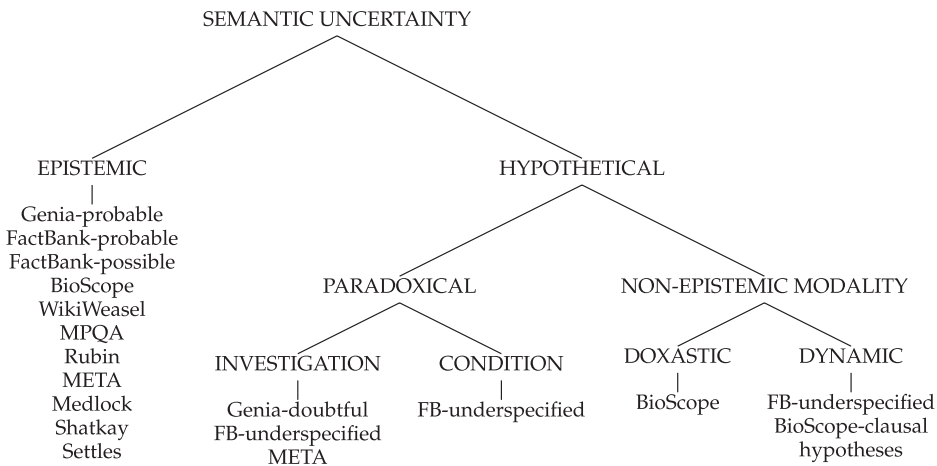 SEMANTIC UNCERTAINTY
EPISTEMIC
Genia-probable
FactBank-probable
FactBank-possible
BioScope
WikiWeasel
MPQA
Rubin
META
Medlock
Shatkay
Settles
HYPOTHETICAL
PARADOXICAL
INVESTIGATION
Genia-doubtful
FB-underspecified
META
CONDITION
FB-underspecified
NON-EPISTEMIC MODALITY
DOXASTIC
BioScope
DYNAMIC
FB-underspecified
BioScope-clausal
hypotheses